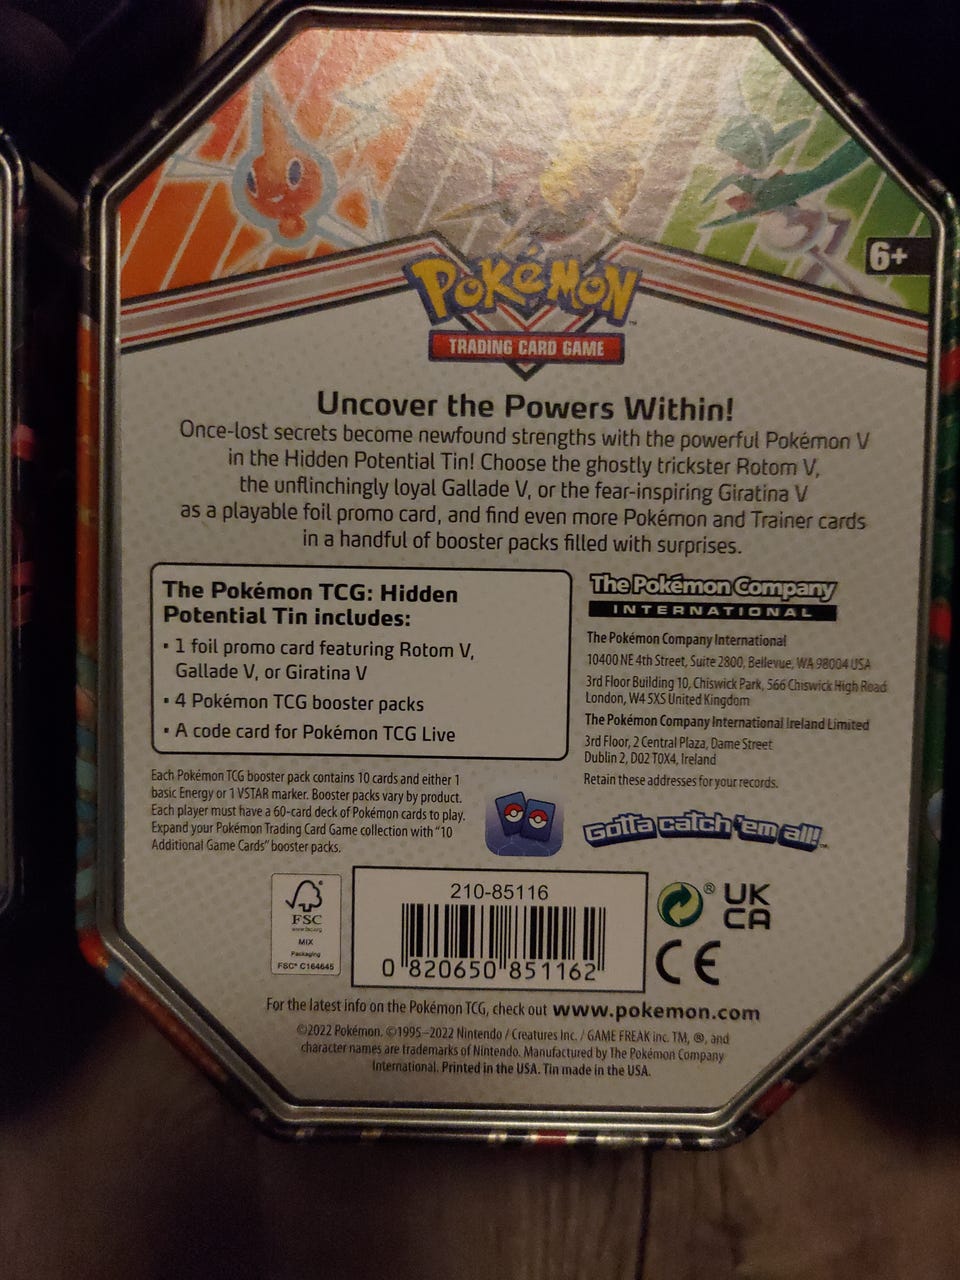 6+
POKéMON™
TRADING CARD GAME
Uncover the Powers Within!
Once-lost secrets become newfound strengths with the powerful Pokémon V
in the Hidden Potential Tin! Choose the ghostly trickster Rotom V,
the unflinchingly loyal Gallade V, or the fear-inspiring Giratina V
as a playable foil promo card, and find even more Pokémon and Trainer cards
in a handful of booster packs filled with surprises.
The Pokémon TCG: Hidden
Potential Tin includes:
• 1 foil promo card featuring Rotom V,
Gallade V, or Giratina V
• 4 Pokémon TCG booster packs
• A code card for Pokémon TCG Live
Each Pokémon TCG booster pack contains 10 cards and either 1
basic Energy or 1 VSTAR marker. Booster packs vary by product.
Each player must have a 60-card deck of Pokémon cards to play.
Expand your Pokémon Trading Card Game collection with "10
Additional Game Cards" booster packs.
The Pokémon Company
INTERNATIONAL
The Pokémon Company International
10400 NE 4th Street, Suite 2800, Bellevue, WA 98004 USA
3rd Floor Building 10, Chiswick Park, 566 Chiswick High Road
London, W4 5XS United Kingdom
The Pokémon Company International Ireland Limited
3rd Floor, 2 Central Plaza, Dame Street
Dublin 2, D02 T0X4, Ireland
Retain these addresses for your records.
Gotta catch 'em all!™
FSC
www.fsc.org
MIX
Packaging
FSC® C164645
210-85116
0 820650 851162
®
UK
CA
CE
For the latest info on the Pokémon TCG, check out www.pokemon.com
©2022 Pokémon. ©1995–2022 Nintendo / Creatures Inc. / GAME FREAK inc. TM, ®, and
character names are trademarks of Nintendo. Manufactured by The Pokémon Company
International. Printed in the USA. Tin made in the USA.